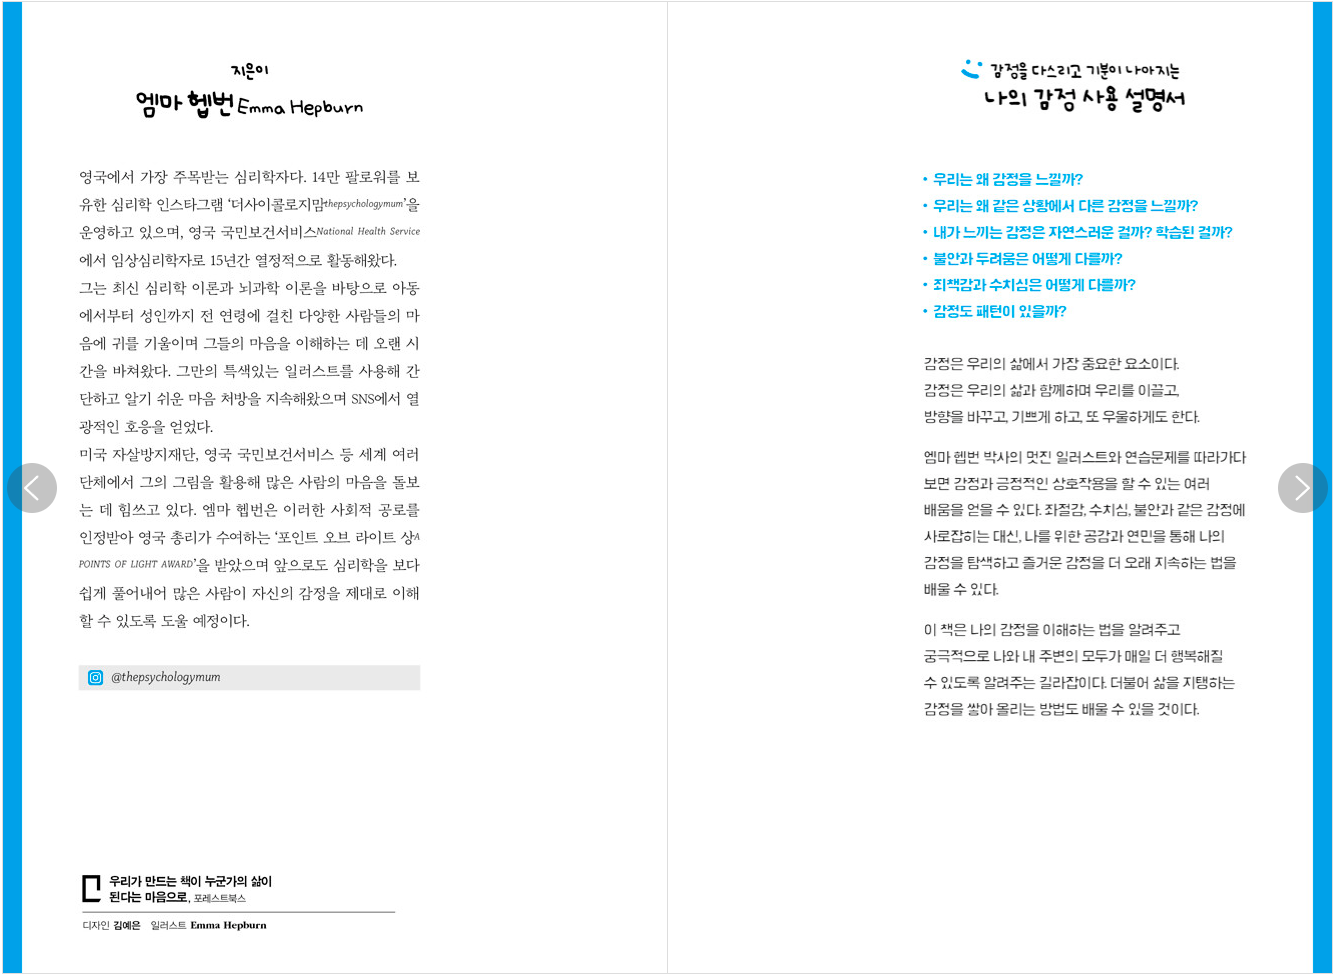 지은이
엠마 헵번 Emma Hepburn
영국에서 가장 주목받는 심리학자다. 14만 팔로워를 보
유한 심리학 인스타그램 ‘더사이콜로지맘thepsychologymum’을
운영하고 있으며, 영국 국민보건서비스National Health Service
에서 임상심리학자로 15년간 열정적으로 활동해왔다.
그는 최신 심리학 이론과 뇌과학 이론을 바탕으로 아동
에서부터 성인까지 전 연령에 걸친 다양한 사람들의 마
음에 귀를 기울이며 그들의 마음을 이해하는 데 오랜 시
간을 바쳐왔다. 그만의 특색있는 일러스트를 사용해 간
단하고 알기 쉬운 마음 처방을 지속해왔으며 SNS에서 열
광적인 호응을 얻었다.
미국 자살방지재단, 영국 국민보건서비스 등 세계 여러
단체에서 그의 그림을 활용해 많은 사람의 마음을 돌보
는 데 힘쓰고 있다. 엠마 헵번은 이러한 사회적 공로를
인정받아 영국 총리가 수여하는 ‘포인트 오브 라이트 상A
POINTS OF LIGHT AWARD’을 받았으며 앞으로도 심리학을 보다
쉽게 풀어내어 많은 사람이 자신의 감정을 제대로 이해
할 수 있도록 도울 예정이다.
@thepsychologymum
우리가 만드는 책이 누군가의 삶이
된다는 마음으로, 포레스트북스
디자인 김예은 일러스트 Emma Hepburn
감정을 다스리고 기분이 나아지는
나의 감정 사용 설명서
• 우리는 왜 감정을 느낄까?
• 우리는 왜 같은 상황에서 다른 감정을 느낄까?
• 내가 느끼는 감정은 자연스러운 걸까? 학습된 걸까?
• 불안과 두려움은 어떻게 다를까?
• 죄책감과 수치심은 어떻게 다를까?
• 감정도 패턴이 있을까?
감정은 우리의 삶에서 가장 중요한 요소이다.
감정은 우리의 삶과 함께하며 우리를 이끌고,
방향을 바꾸고, 기쁘게 하고, 또 우울하게도 한다.
엠마 헵번 박사의 멋진 일러스트와 연습문제를 따라가다
보면 감정과 긍정적인 상호작용을 할 수 있는 여러
배움을 얻을 수 있다. 좌절감, 수치심, 불안과 같은 감정에
사로잡히는 대신, 나를 위한 공감과 연민을 통해 나의
감정을 탐색하고 즐거운 감정을 더 오래 지속하는 법을
배울 수 있다.
이 책은 나의 감정을 이해하는 법을 알려주고
궁극적으로 나와 내 주변의 모두가 매일 더 행복해질
수 있도록 알려주는 길라잡이다. 더불어 삶을 지탱하는
감정을 쌓아 올리는 방법도 배울 수 있을 것이다.